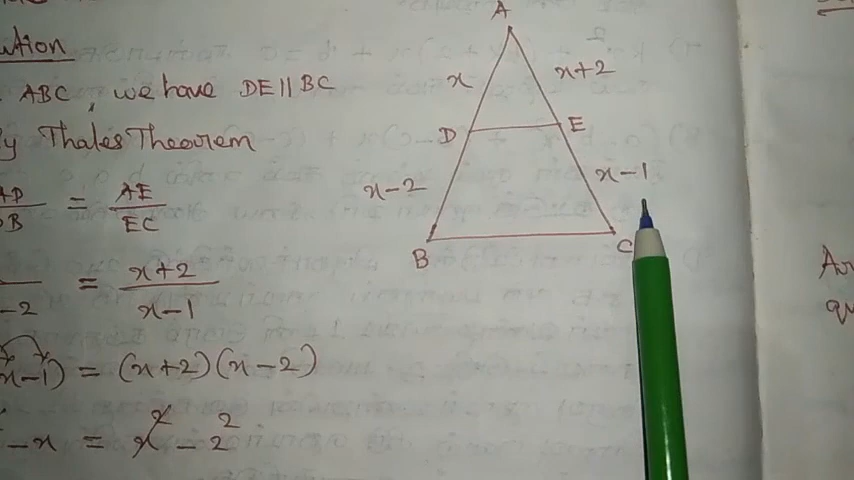 ution
ABC, we have DE || BC
y Thales Theorem
AD/DB = AE/EC
/-2 = x+2/x-1
x-1) = (x+2)(x-2)
-x = x² - 2²
A
x
x+2
D
E
x-2
x-1
B
C